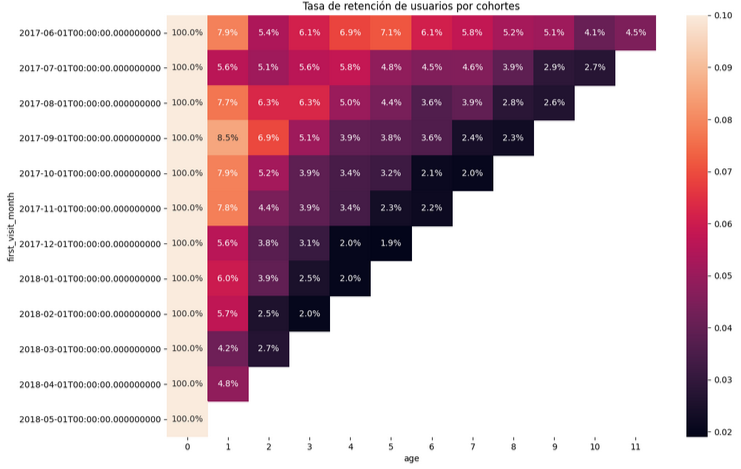 Tasa de retención de usuarios por cohortes
2017-06-01T00:00:00.000000000 100.0% 7.9% 5.4% 6.1% 6.9% 7.1% 6.1% 5.8% 5.2% 5.1% 4.1% 4.5%
2017-07-01T00:00:00.000000000 100.0% 5.6% 5.1% 5.6% 5.8% 4.8% 4.5% 4.6% 3.9% 2.9% 2.7%
2017-08-01T00:00:00.000000000 100.0% 7.7% 6.3% 6.3% 5.0% 4.4% 3.6% 3.9% 2.8% 2.6%
2017-09-01T00:00:00.000000000 100.0% 8.5% 6.9% 5.1% 3.9% 3.8% 3.6% 2.4% 2.3%
2017-10-01T00:00:00.000000000 100.0% 7.9% 5.2% 3.9% 3.4% 3.2% 2.1% 2.0%
2017-11-01T00:00:00.000000000 100.0% 7.8% 4.4% 3.9% 3.4% 2.3% 2.2%
2017-12-01T00:00:00.000000000 100.0% 5.6% 3.8% 3.1% 2.0% 1.9%
2018-01-01T00:00:00.000000000 100.0% 6.0% 3.9% 2.5% 2.0%
2018-02-01T00:00:00.000000000 100.0% 5.7% 2.5% 2.0%
2018-03-01T00:00:00.000000000 100.0% 4.2% 2.7%
2018-04-01T00:00:00.000000000 100.0% 4.8%
2018-05-01T00:00:00.000000000 100.0%
0 1 2 3 4 5 6 7 8 9 10 11
age
first_visit_month
0.10
0.09
0.08
0.07
0.06
0.05
0.04
0.03
0.02